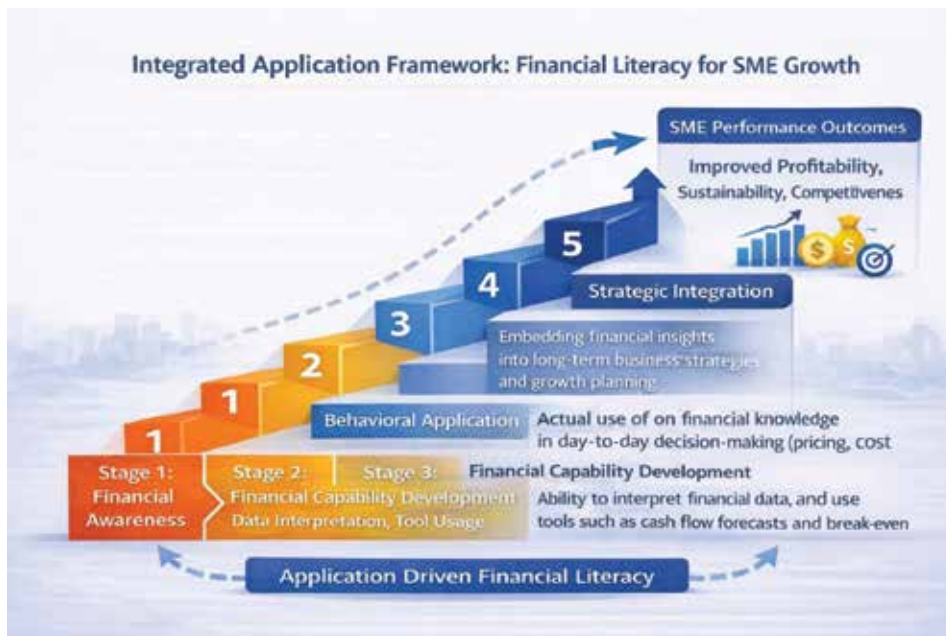 Integrated Application Framework: Financial Literacy for SME Growth
SME Performance Outcomes
Improved Profitability,
Sustainability, Competitivenes
$
$
5
4
3
2
1
1
Strategic Integration
Embedding financial insights
into long-term business strategies
and growth planning
Behavioral Application
Actual use of on financial knowledge
in day-to-day decision-making (pricing, cost
Stage 1:
Financial
Awareness
Stage 2:
Stage 3:
Financial Capability Development
Data Interpretation, Tool Usage
Financial Capability Development
Ability to interpret financial data, and use
tools such as cash flow forecasts and break-even
Application Driven Financial Literacy